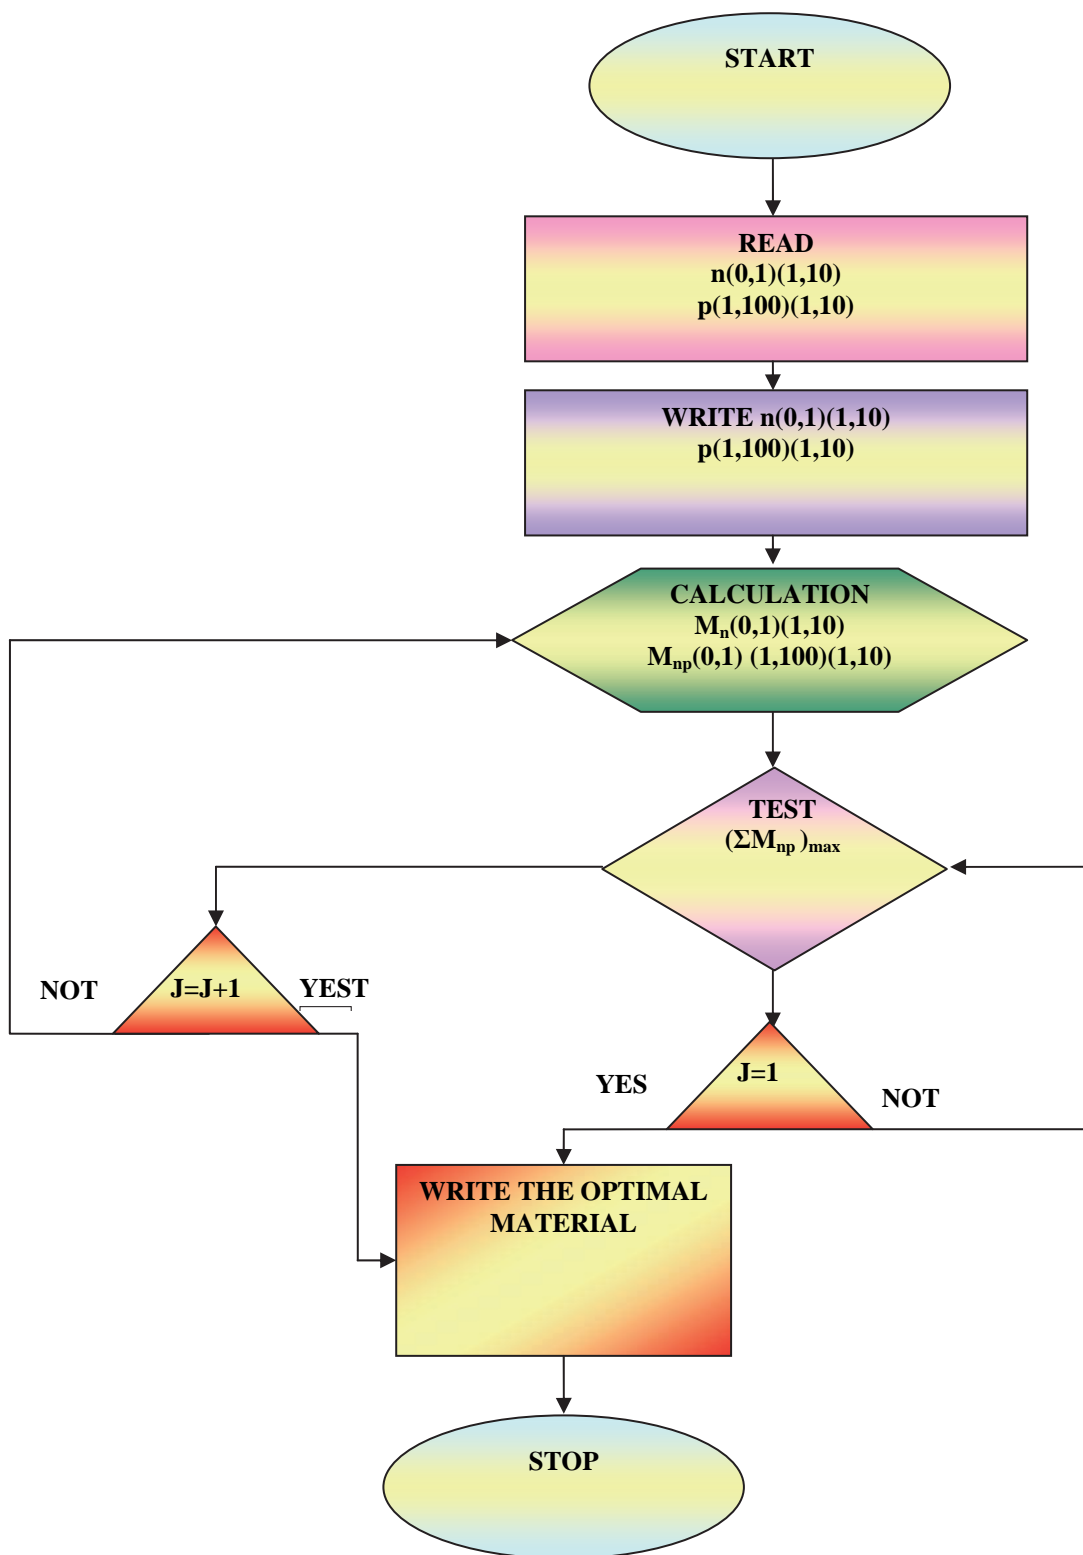 START
READ
n(0,1)(1,10)
p(1,100)(1,10)
WRITE n(0,1)(1,10)
p(1,100)(1,10)
CALCULATION
Mn(0,1)(1,10)
Mnp(0,1) (1,100)(1,10)
TEST
(ΣMnp )max
NOT
J=J+1
YEST
YES
J=1
NOT
WRITE THE OPTIMAL
MATERIAL
STOP